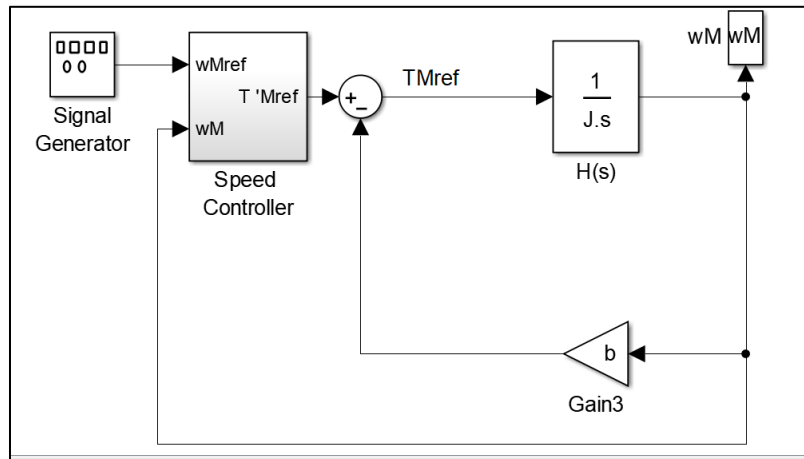 Signal
Generator
wMref
wM
T 'Mref
Speed
Controller
+
-
TMref
1
J.s
H(s)
wM
wM
b
Gain3